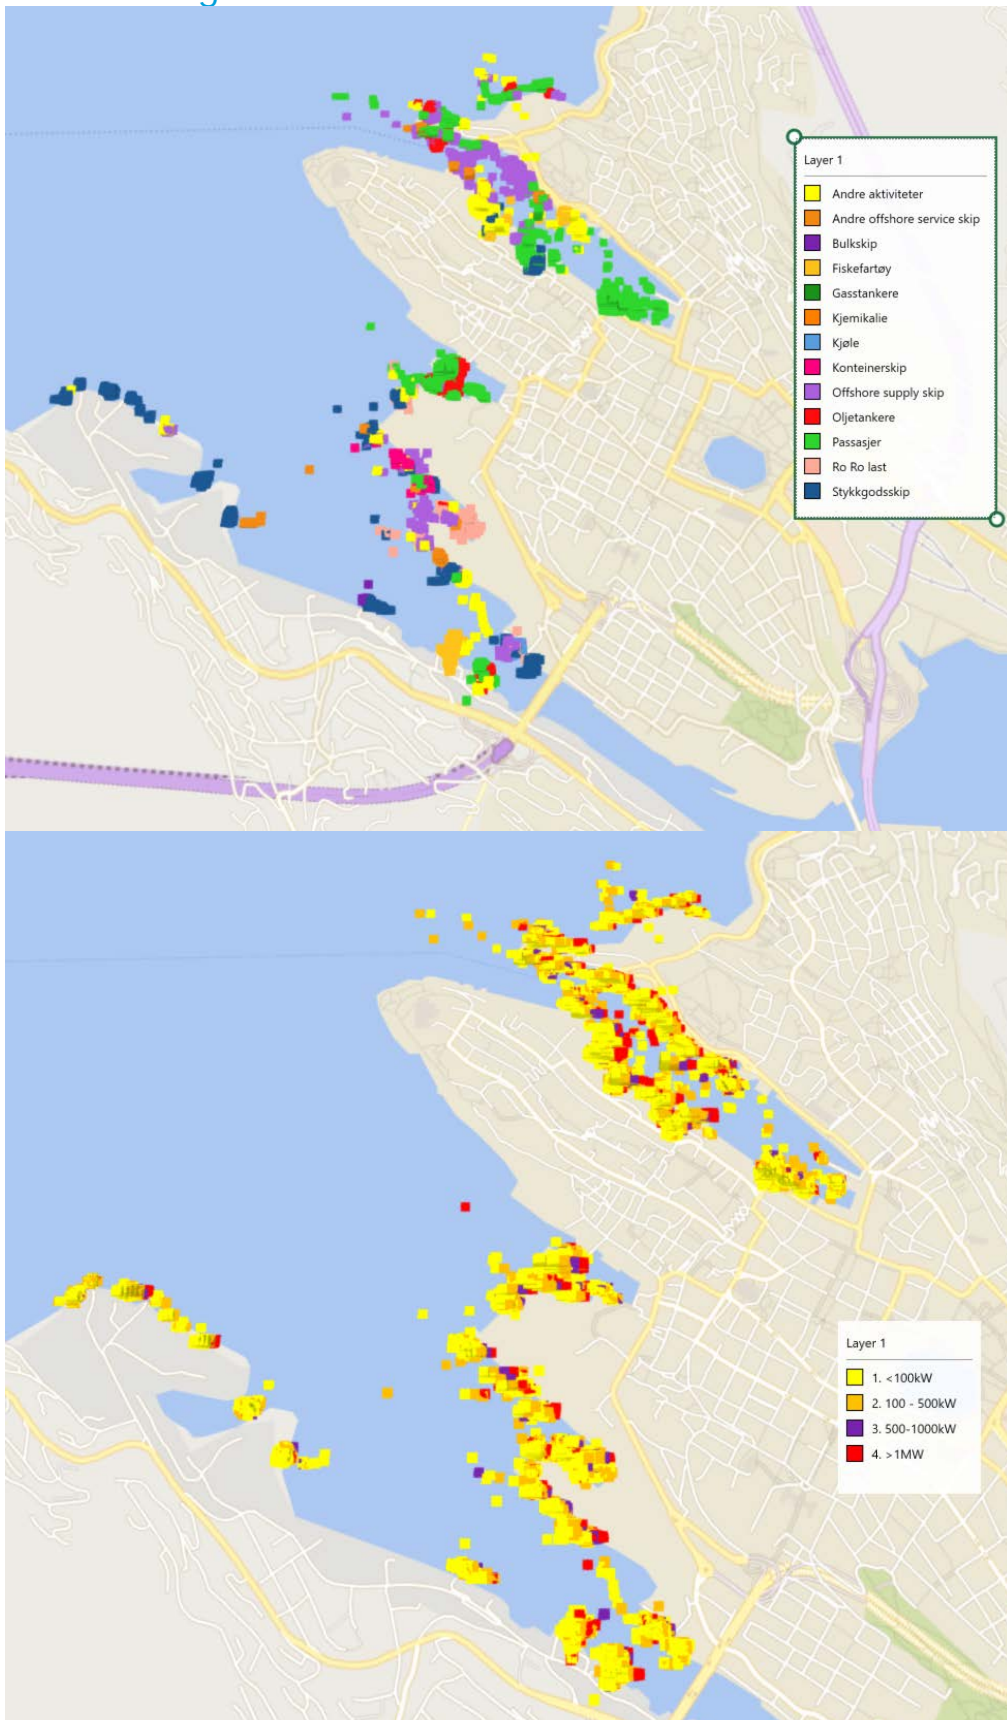 Layer 1
Andre aktiviteter
Andre offshore service skip
Bulkskip
Fiskefartøy
Gasstankere
Kjemikalie
Kjøle
Konteinerskip
Offshore supply skip
Oljetankere
Passasjer
Ro Ro last
Stykkgodsskip
Layer 1
1. <100kW
2. 100 - 500kW
3. 500-1000kW
4. >1MW